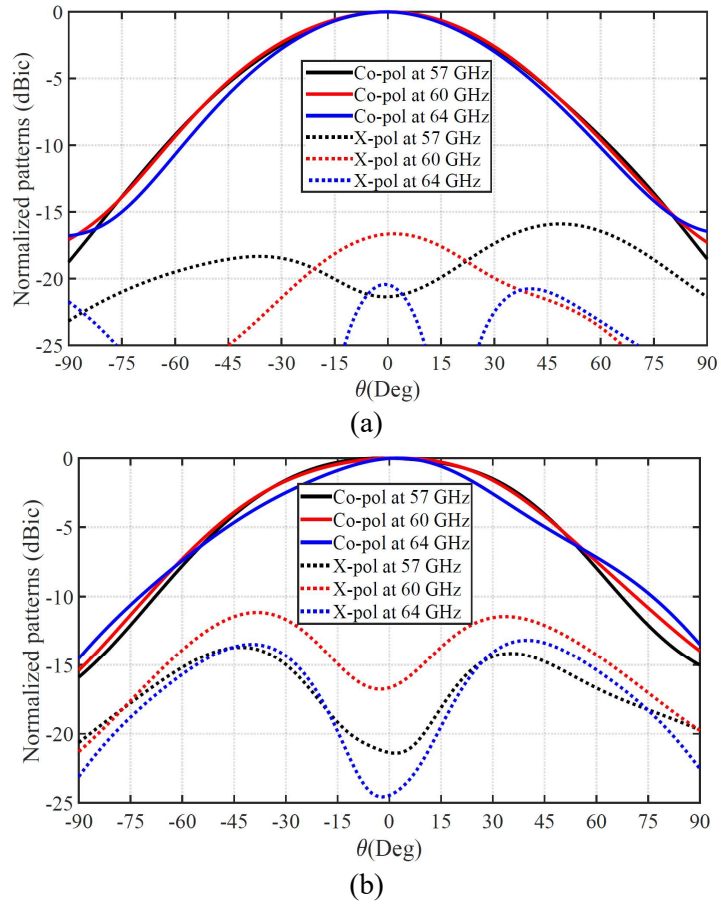 0
-5
-10
-15
-20
-25
Normalized patterns (dBic)
Co-pol at 57 GHz
Co-pol at 60 GHz
Co-pol at 64 GHz
X-pol at 57 GHz
X-pol at 60 GHz
X-pol at 64 GHz
-90 -75 -60 -45 -30 -15 0 15 30 45 60 75 90
θ(Deg)
(a)
0
-5
-10
-15
-20
-25
Normalized patterns (dBic)
Co-pol at 57 GHz
Co-pol at 60 GHz
Co-pol at 64 GHz
X-pol at 57 GHz
X-pol at 60 GHz
X-pol at 64 GHz
-90 -75 -60 -45 -30 -15 0 15 30 45 60 75 90
θ(Deg)
(b)